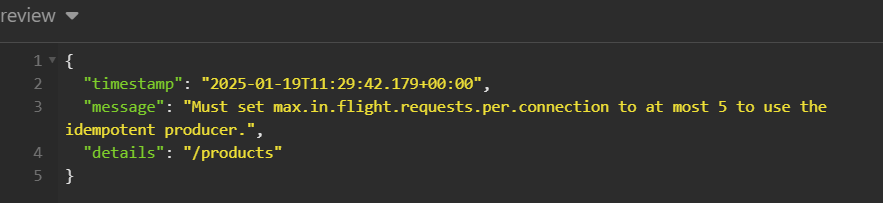 review
1 {
2 "timestamp": "2025-01-19T11:29:42.179+00:00",
3 "message": "Must set max.in.flight.requests.per.connection to at most 5 to use the
idempotent producer.",
4 "details": "/products"
5 }